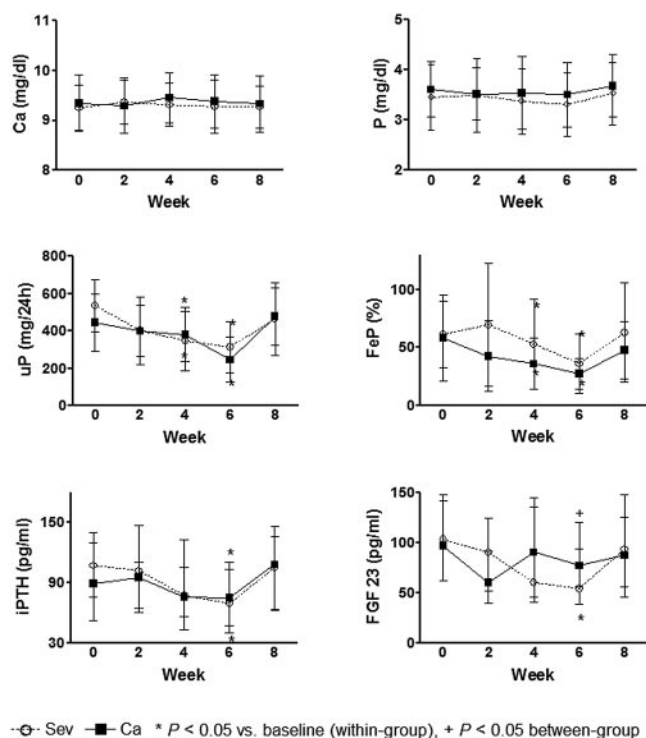 11
10
9
8
Ca (mg/dl)
0 2 4 6 8
Week
5
4
3
2
P (mg/dl)
0 2 4 6 8
Week
800
600
400
200
0
uP (mg/24h)
* * * *
0 2 4 6 8
Week
100
50
0
FeP (%)
* * * *
0 2 4 6 8
Week
150
90
30
iPTH (pg/ml)
* *
0 2 4 6 8
Week
150
100
50
0
FGF 23 (pg/ml)
+ *
0 2 4 6 8
Week
Sev Ca * P < 0.05 vs. baseline (within-group), + P < 0.05 between-group